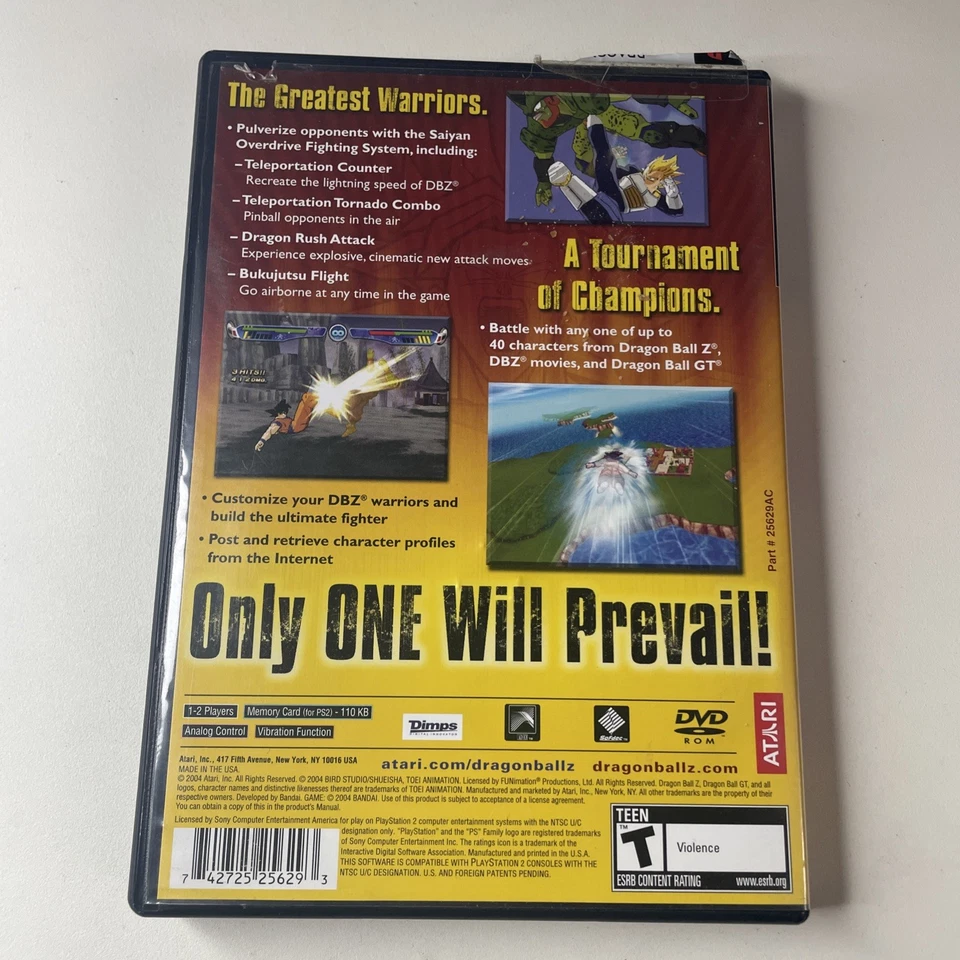 The Greatest Warriors.
• Pulverize opponents with the Saiyan
Overdrive Fighting System, including:
– Teleportation Counter
Recreate the lightning speed of DBZ®
– Teleportation Tornado Combo
Pinball opponents in the air
– Dragon Rush Attack
Experience explosive, cinematic new attack moves
– Bukujutsu Flight
Go airborne at any time in the game
A Tournament
of Champions.
• Battle with any one of up to
40 characters from Dragon Ball Z®,
DBZ® movies, and Dragon Ball GT®
3 HITS!!
• Customize your DBZ® warriors and
build the ultimate fighter
• Post and retrieve character profiles
from the Internet
Part # 25629AC
Only ONE Will Prevail!
1-2 Players
Memory Card (for PS2) - 110 KB
Analog Control
Vibration Function
Dimps
DIGITAL INNOVATOR
Sofdec
DVD
ROM
ATARI
Atari, Inc., 417 Fifth Avenue, New York, NY 10016 USA
MADE IN THE USA.
atari.com/dragonballz
dragonballz.com
© 2004 Atari, Inc. All Rights Reserved. © 2004 BIRD STUDIO/SHUEISHA, TOEI ANIMATION. Licensed by FUNimation® Productions, Ltd. All Rights Reserved. Dragon Ball Z, Dragon Ball GT, and all
logos, character names and distinctive likenesses thereof are trademarks of TOEI ANIMATION. Manufactured and marketed by Atari, Inc., New York, NY. All other trademarks are the property of their
respective owners. Developed by Bandai. GAME: © 2004 BANDAI. Use of this product is subject to acceptance of a license agreement.
You can obtain a copy of this in the product's Manual.
Licensed by Sony Computer Entertainment America for play on PlayStation 2 computer entertainment systems with the NTSC U/C
designation only. "PlayStation" and the "PS" Family logo are registered trademarks
of Sony Computer Entertainment Inc. The ratings icon is a trademark of the
Interactive Digital Software Association. Manufactured and printed in the U.S.A.
THIS SOFTWARE IS COMPATIBLE WITH PLAYSTATION 2 CONSOLES WITH THE
NTSC U/C DESIGNATION. U.S. AND FOREIGN PATENTS PENDING.
7 42725 25629 3
TEEN
T
™
Violence
ESRB CONTENT RATING
www.esrb.org